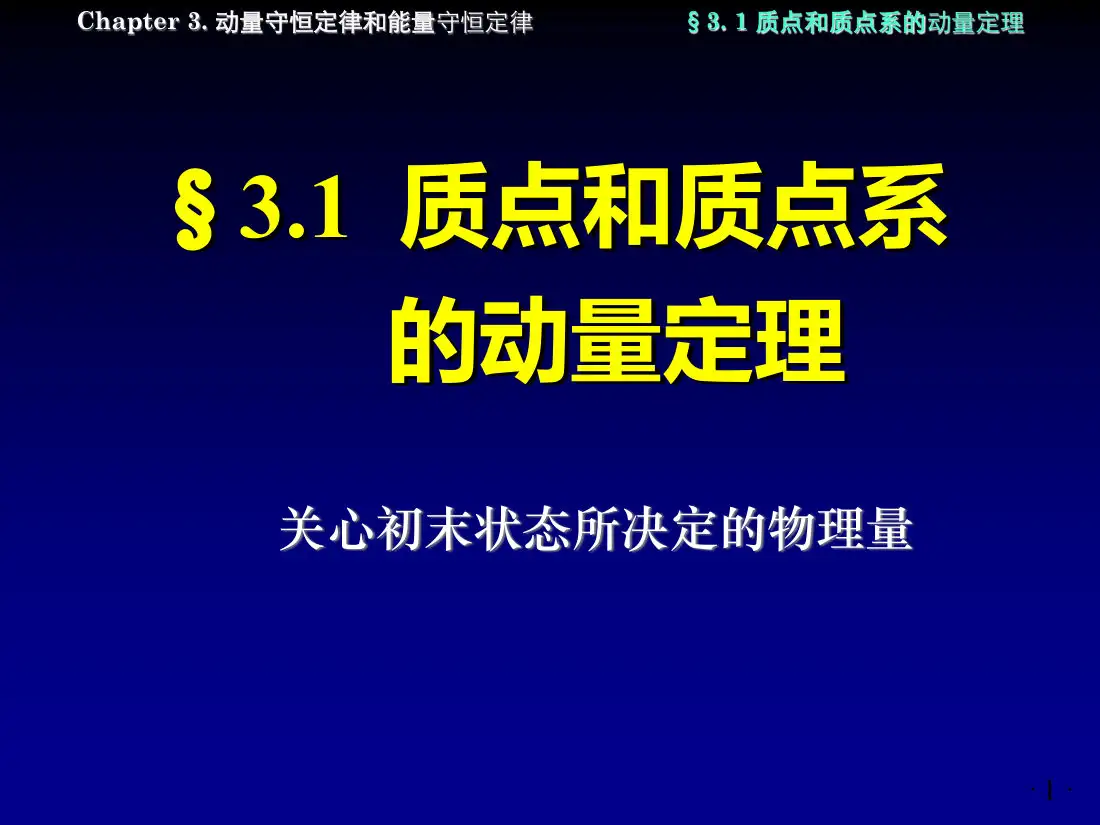 Chapter 3. 动量守恒定律和能量守恒定律
§3.1 质点和质点系的动量定理
§3.1 质点和质点系
的动量定理
关心初末状态所决定的物理量
· 1 ·